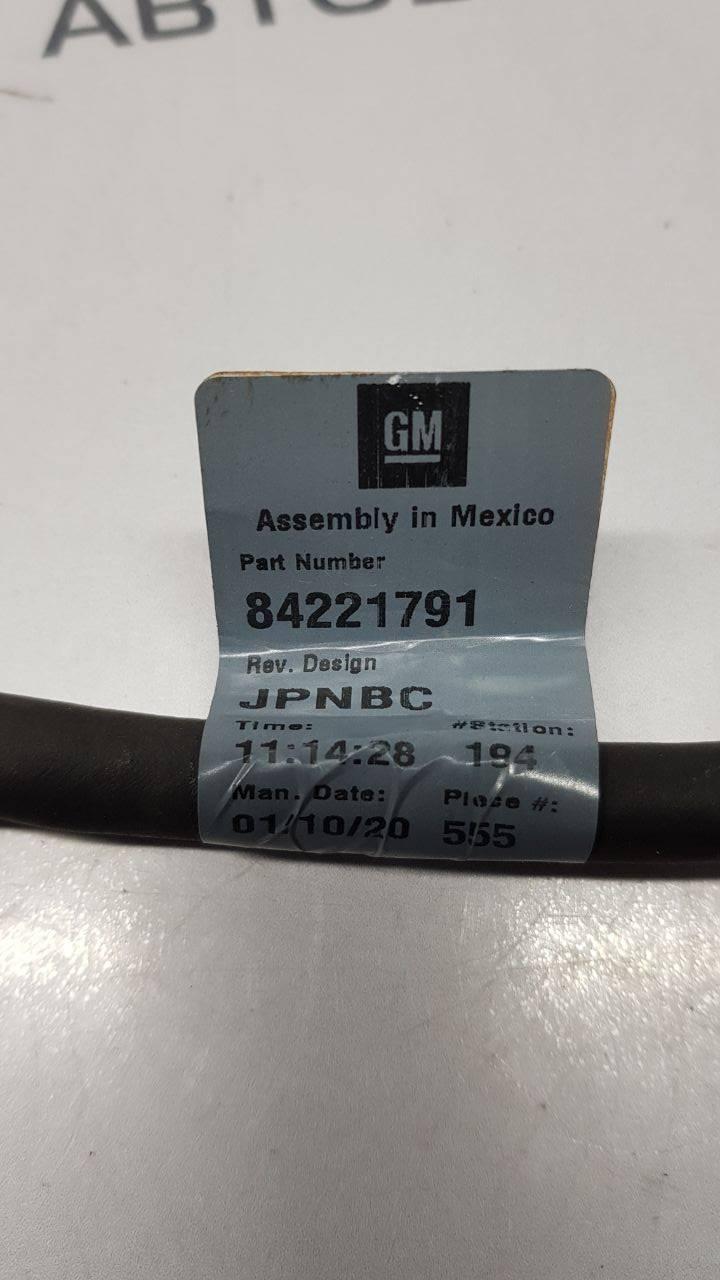 GM
Assembly in Mexico
Part Number
84221791
Rev. Design
JPNBC
Time: #Station:
11:14:28 194
Man. Date: Piece #:
01/10/20 555